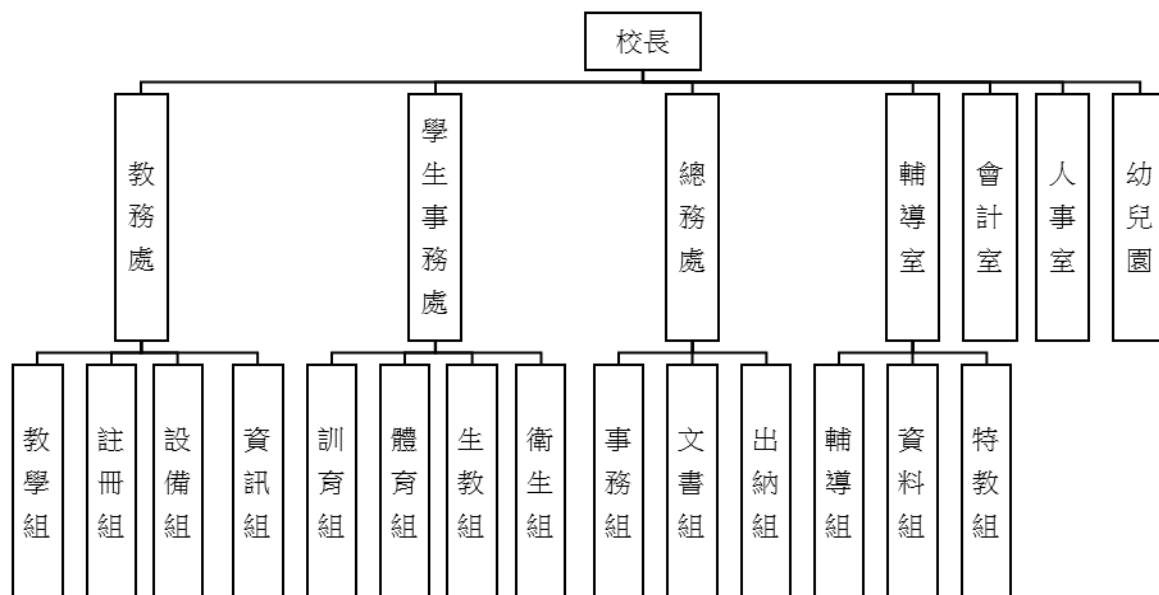 校長
教務處
學生事務處
總務處
輔導室
會計室
人事室
幼兒園
教學組
註冊組
設備組
資訊組
訓育組
體育組
生教組
衛生組
事務組
文書組
出納組
輔導組
資料組
特教組